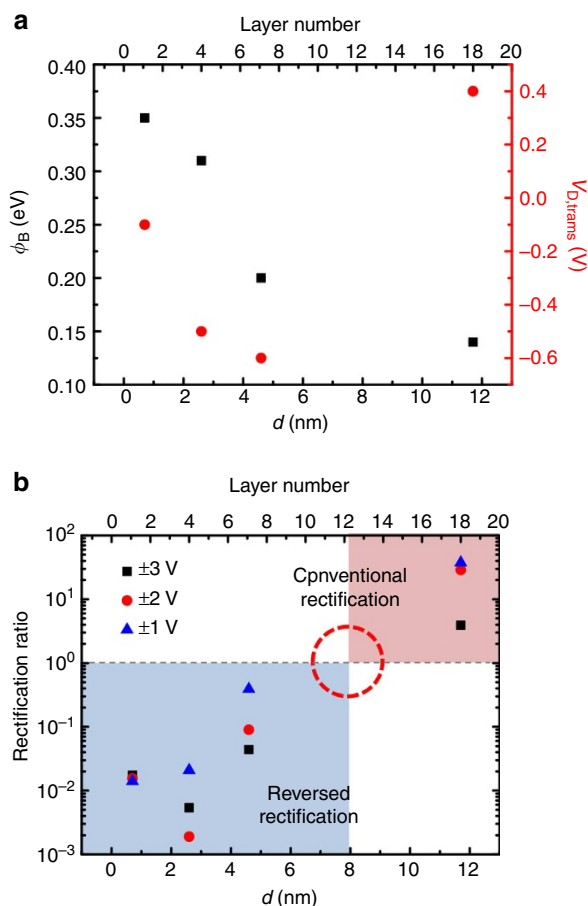 a
Layer number
0 2 4 6 8 10 12 14 16 18 20
0.40
0.35
0.30
0.25
0.20
0.15
0.10
ϕB (eV)
0.4
0.2
0.0
−0.2
−0.4
−0.6
VD,trams (V)
0 2 4 6 8 10 12
d (nm)
b
Layer number
0 2 4 6 8 10 12 14 16 18 20
10²
10¹
10⁰
10⁻¹
10⁻²
10⁻³
Rectification ratio
±3 V
±2 V
±1 V
Cpnventional
rectification
Reversed
rectification
0 2 4 6 8 10 12
d (nm)